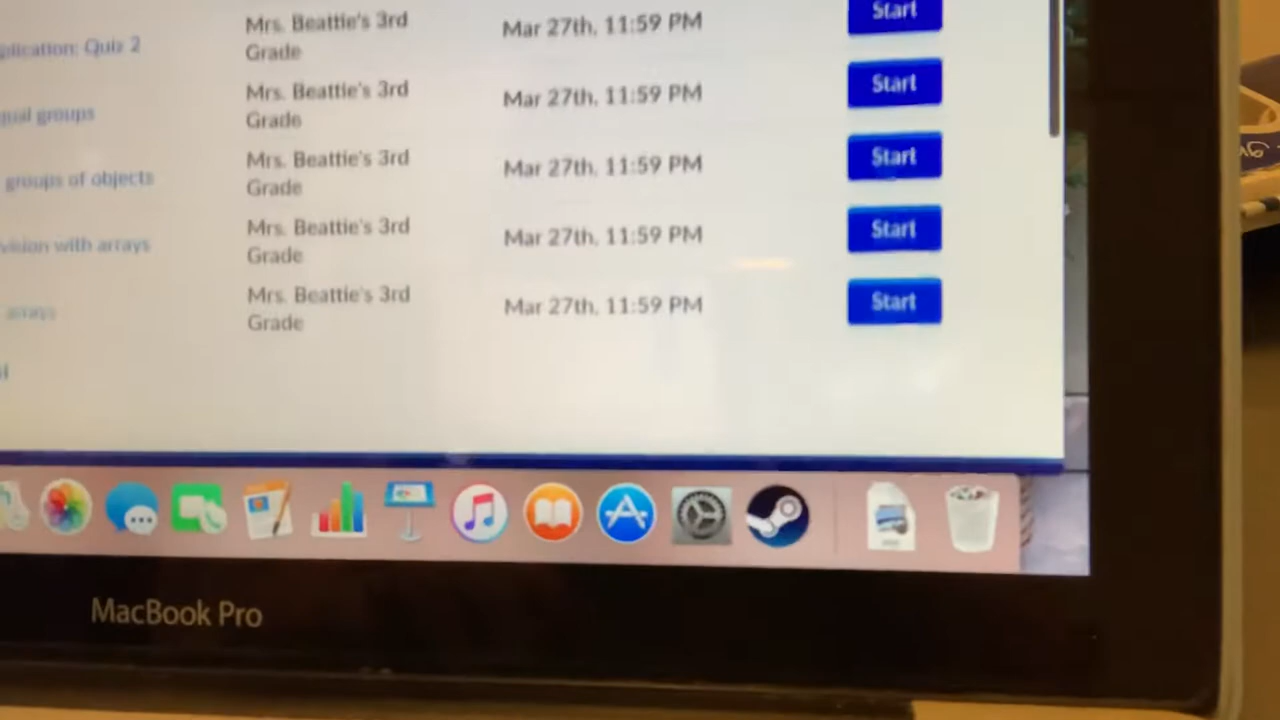 Mrs. Beattie's 3rd Grade
Mar 27th, 11:59 PM
Start
plication: Quiz 2
Mrs. Beattie's 3rd
Grade
Mar 27th, 11:59 PM
Start
qual groups
Mrs. Beattie's 3rd
Grade
Mar 27th, 11:59 PM
Start
groups of objects
Mrs. Beattie's 3rd
Grade
Mar 27th, 11:59 PM
Start
vision with arrays
Mrs. Beattie's 3rd
Grade
Mar 27th, 11:59 PM
Start
arrays
MacBook Pro